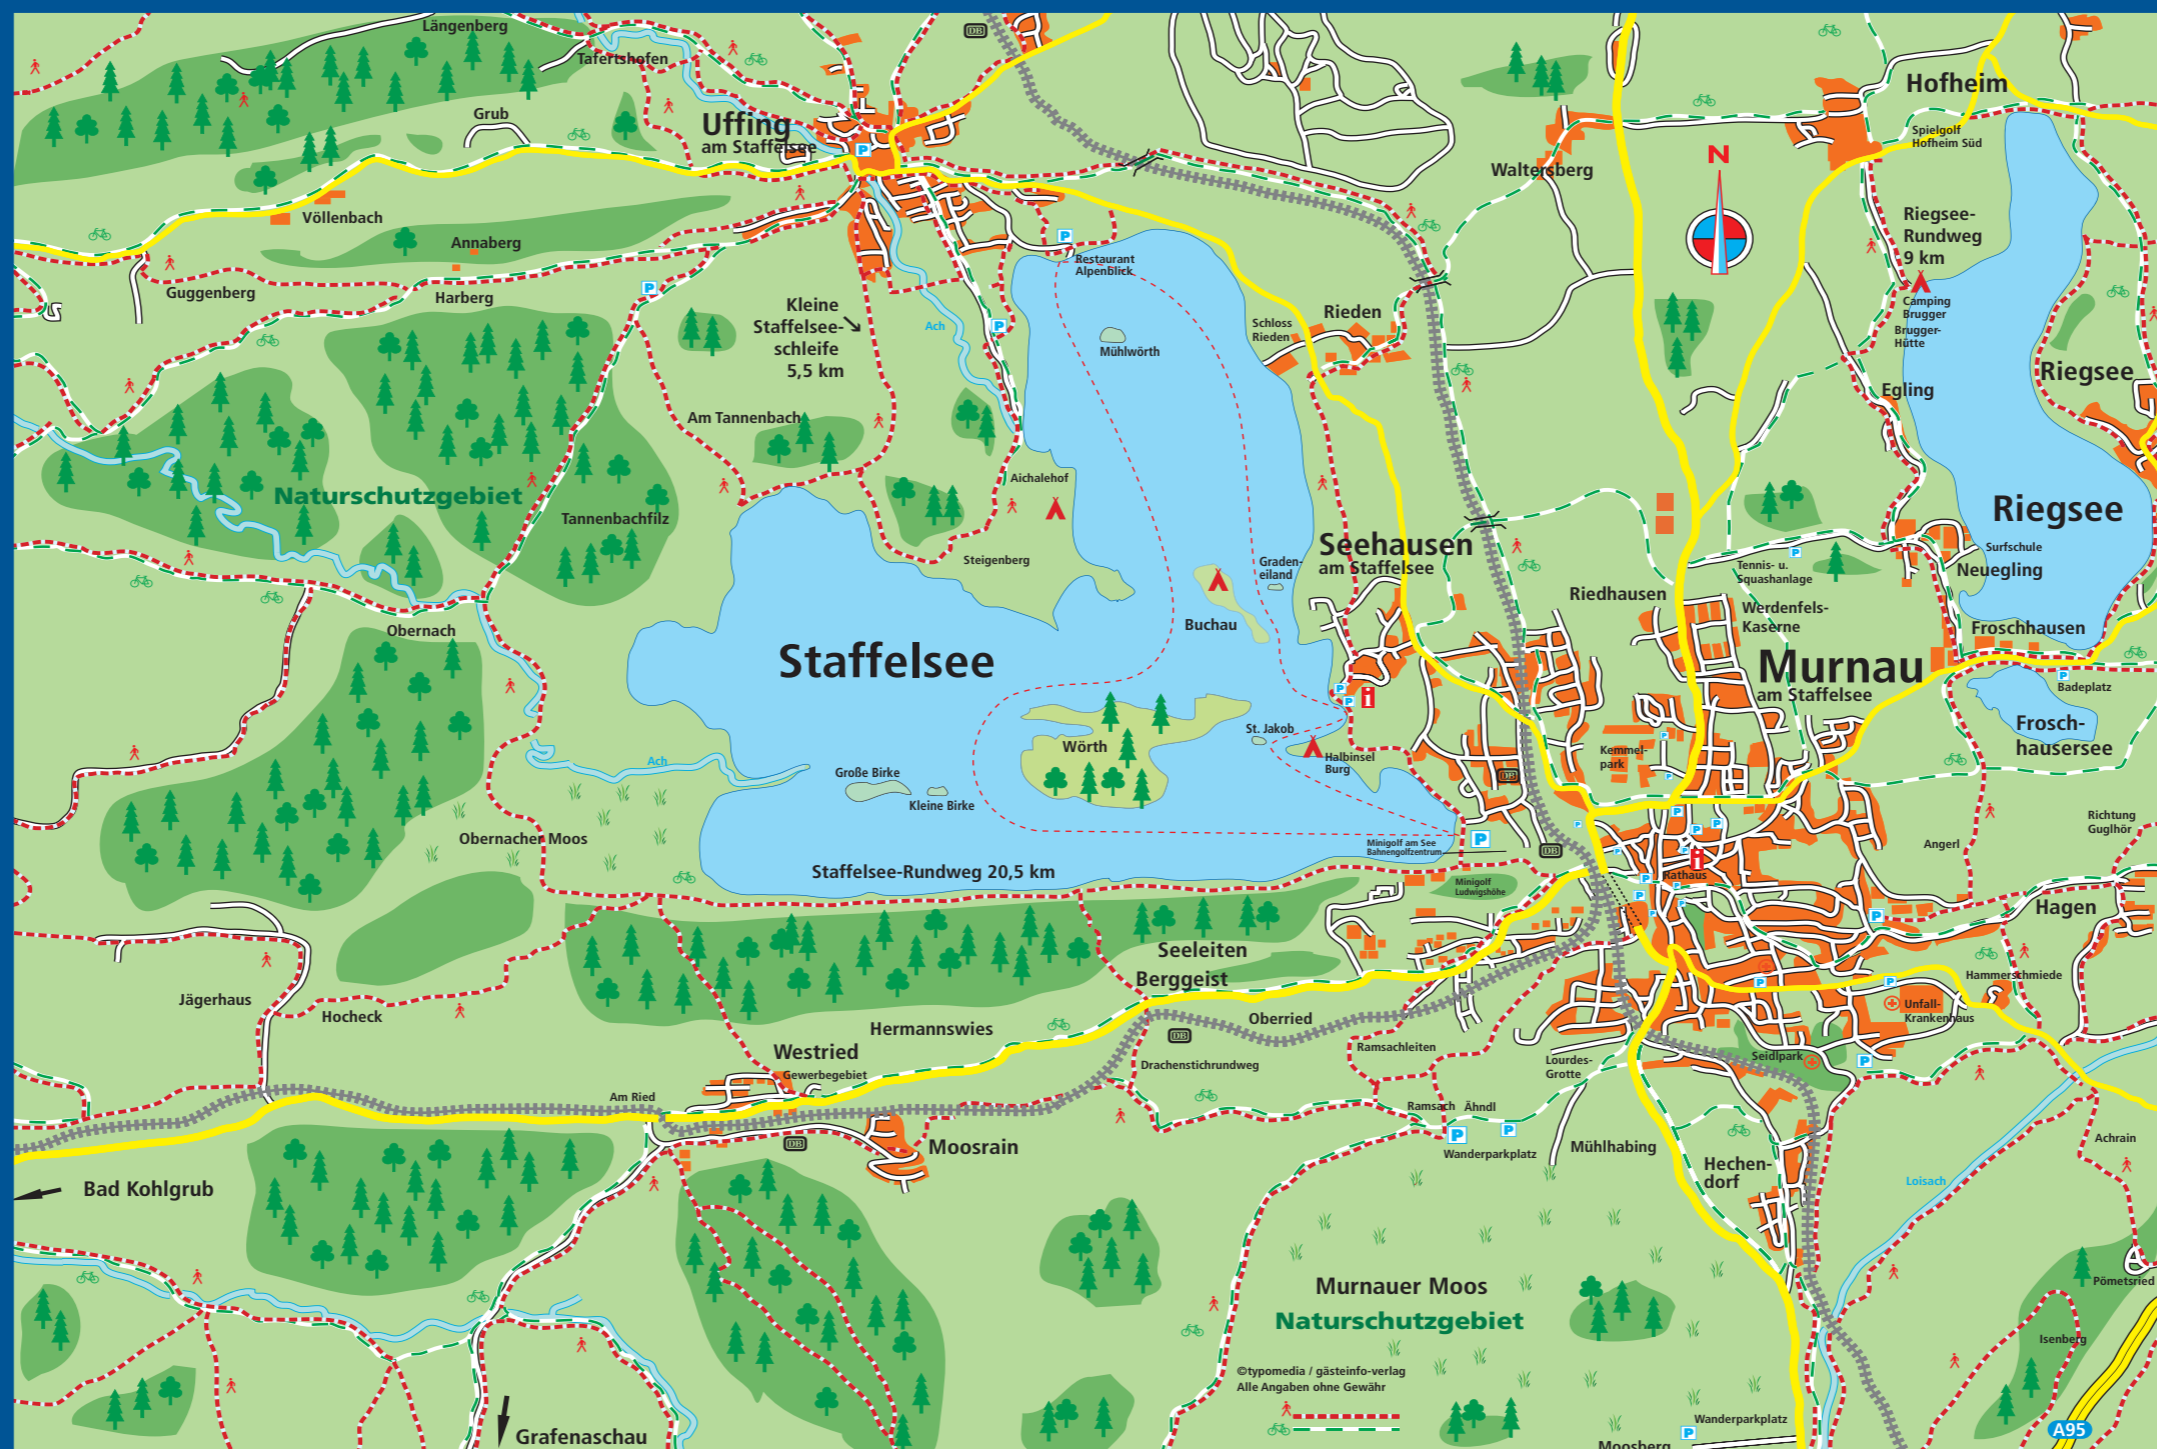 Längenberg
Tafertshofen
DB
Grub
Uffing
am Staffelsee
P
Völlenbach
Annaberg
Guggenberg
Harberg
P
Kleine
Staffelsee-
schleife
5,5 km
Ach
P
P
Restaurant
Alpenblick
Mühlwörth
Am Tannenbach
Aichalehof
Steigenberg
Naturschutzgebiet
Tannenbachfilz
Obernach
Hofheim
Spielgolf
Hofheim Süd
Waltersberg
N
Riegsee-
Rundweg
9 km
Camping
Brugger
Brugger-
Hütte
Egling
Riegsee
Riegsee
Schloss
Rieden
Rieden
Seehausen
am Staffelsee
Graden-
eiland
Buchau
Staffelsee
Wörth
St. Jakob
Halbinsel
Burg
P
P
i
Große Birke
Kleine Birke
Ach
Obernacher Moos
Staffelsee-Rundweg 20,5 km
Minigolf am See
Bahnengolfzentrum
P
Minigolf
Ludwigshöhe
DB
DB
P
Tennis- u.
Squashanlage
Surfschule
Neuegling
Riedhausen
Werdenfels-
Kaserne
Froschhausen
Murnau
am Staffelsee
P
Badeplatz
Frosch-
hausersee
Kemmel-
park
P
P
P
P
P
P
P
P
P
i
Rathaus
P
P
P
P
P
Angerl
Richtung
Guglhör
P
Hagen
Hammerschmiede
P
P
Unfall-
Krankenhaus
Seidlpark
P
Jägerhaus
Hocheck
Seeleiten
Berggeist
Hermannswies
Oberried
DB
Drachenstichrundweg
Ramsachleiten
Lourdes-
Grotte
Westried
Gewerbegebiet
Am Ried
DB
Moosrain
Ramsach
Ähndl
P
P
Wanderparkplatz
Mühlhabing
Hechen-
dorf
Achrain
Loisach
Bad Kohlgrub
Murnauer Moos
Naturschutzgebiet
Pömetsried
Isenberg
©typomedia / gästeinfo-verlag
Alle Angaben ohne Gewähr
Grafenaschau
Wanderparkplatz
P
Moosberg
A95